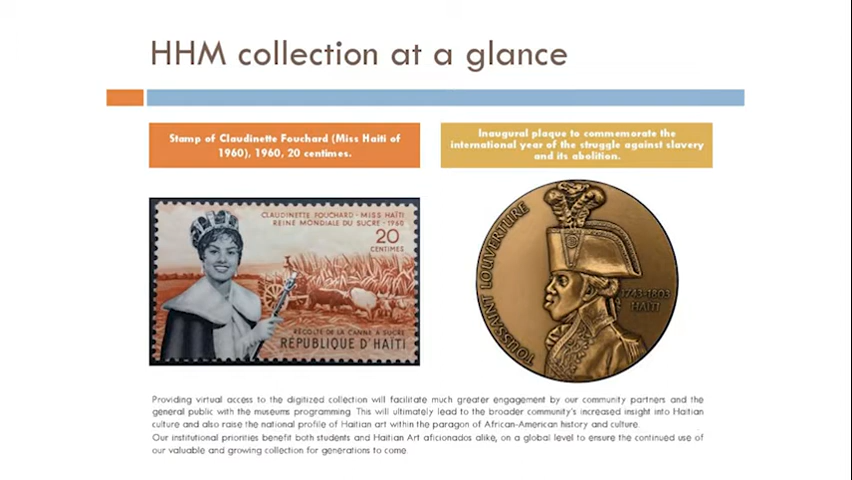 HHM collection at a glance
Stamp of Claudinette Fouchard (Miss Haiti of
1960), 1960, 20 centimes.
Inaugural plaque to commemorate the
international year of the struggle against slavery
and its abolition.
CLAUDINETTE FOUCHARD - MISS HAÏTI
REINE MONDIALE DU SUCRE - 1960
20
CENTIMES
RÉCOLTE DE LA CANNE A SUCRE
RÉPUBLIQUE D'HAÏTI
TOUSSAINT LOUVERTURE
1743-1803
HAITI
Providing virtual access to the digitized collection will facilitate much greater engagement by our community partners and the
general public with the museums programming. This will ultimately lead to the broader community's increased insight into Haitian
culture and also raise the national profile of Haitian art within the paragon of African-American history and culture.
Our institutional priorities benefit both students and Haitian Art aficionados alike, on a global level to ensure the continued use of
our valuable and growing collection for generations to come.